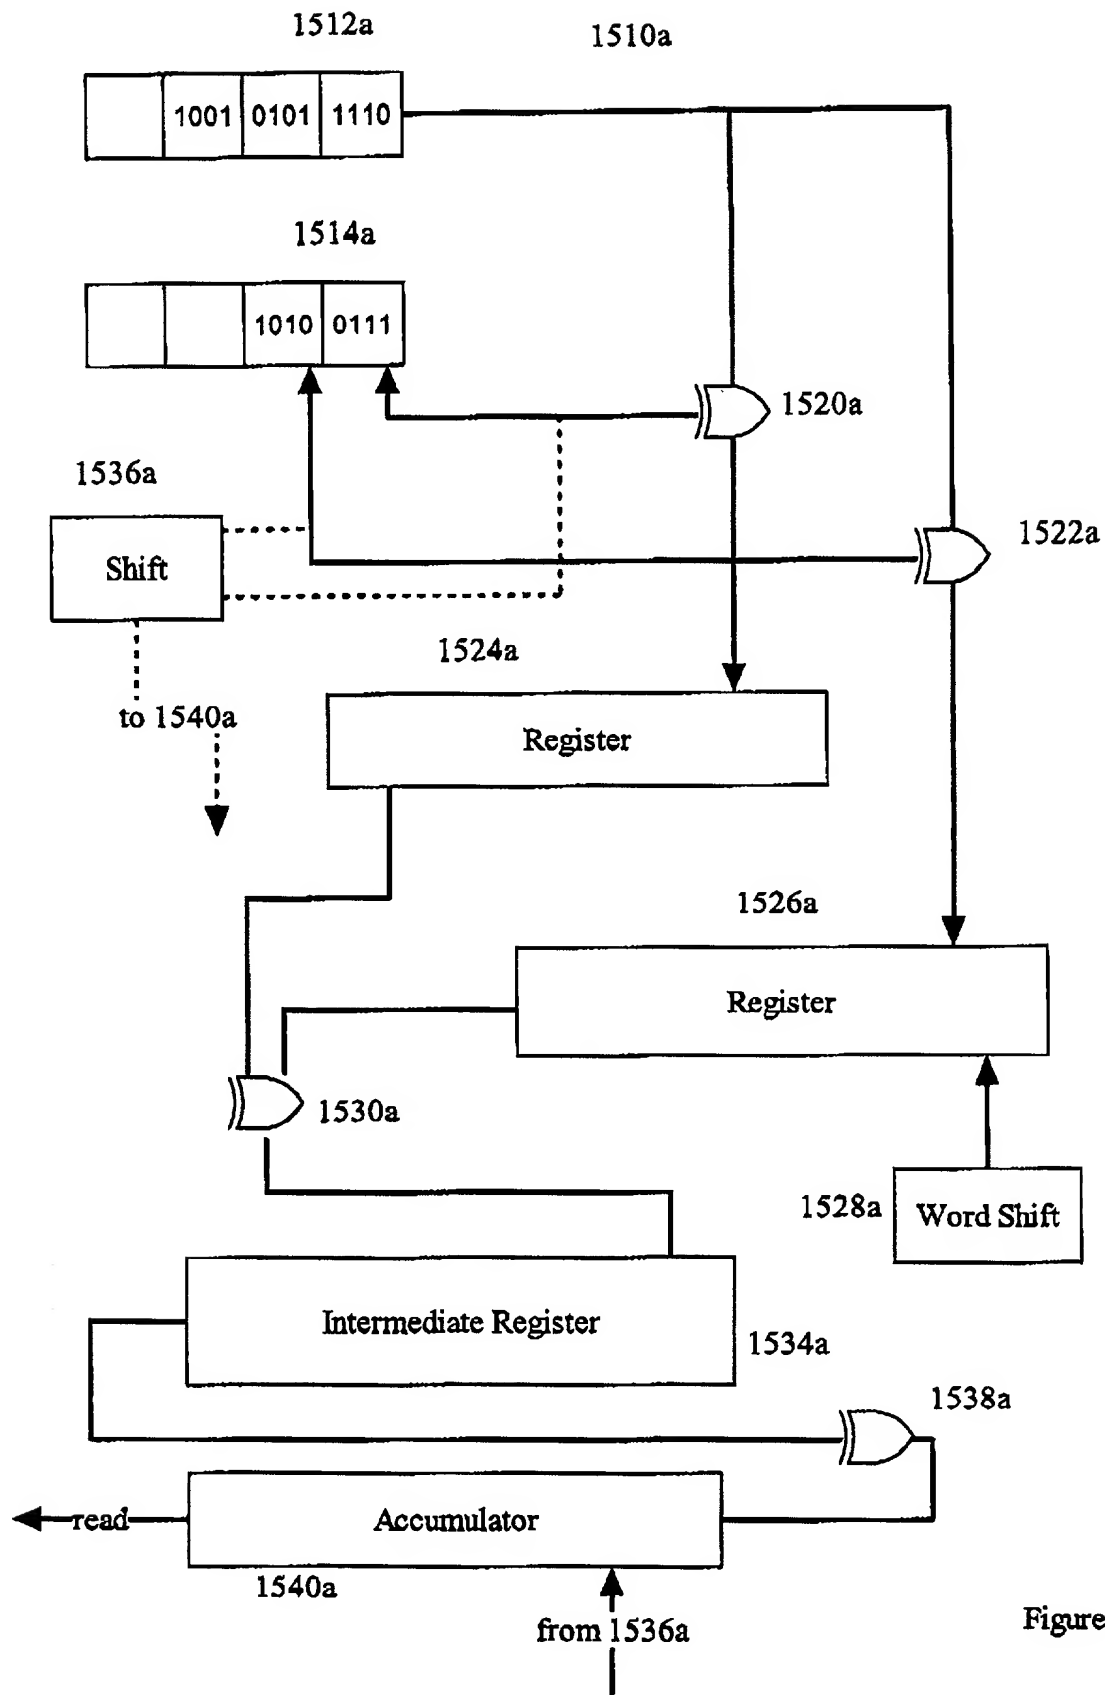 1512a
1510a
1001 0101 1110
1514a
1010 0111
1520a
1536a
Shift
1522a
1524a
to 1540a
Register
1526a
Register
1530a
1528a
Word Shift
Intermediate Register
1534a
1538a
read
Accumulator
1540a
from 1536a
Figure